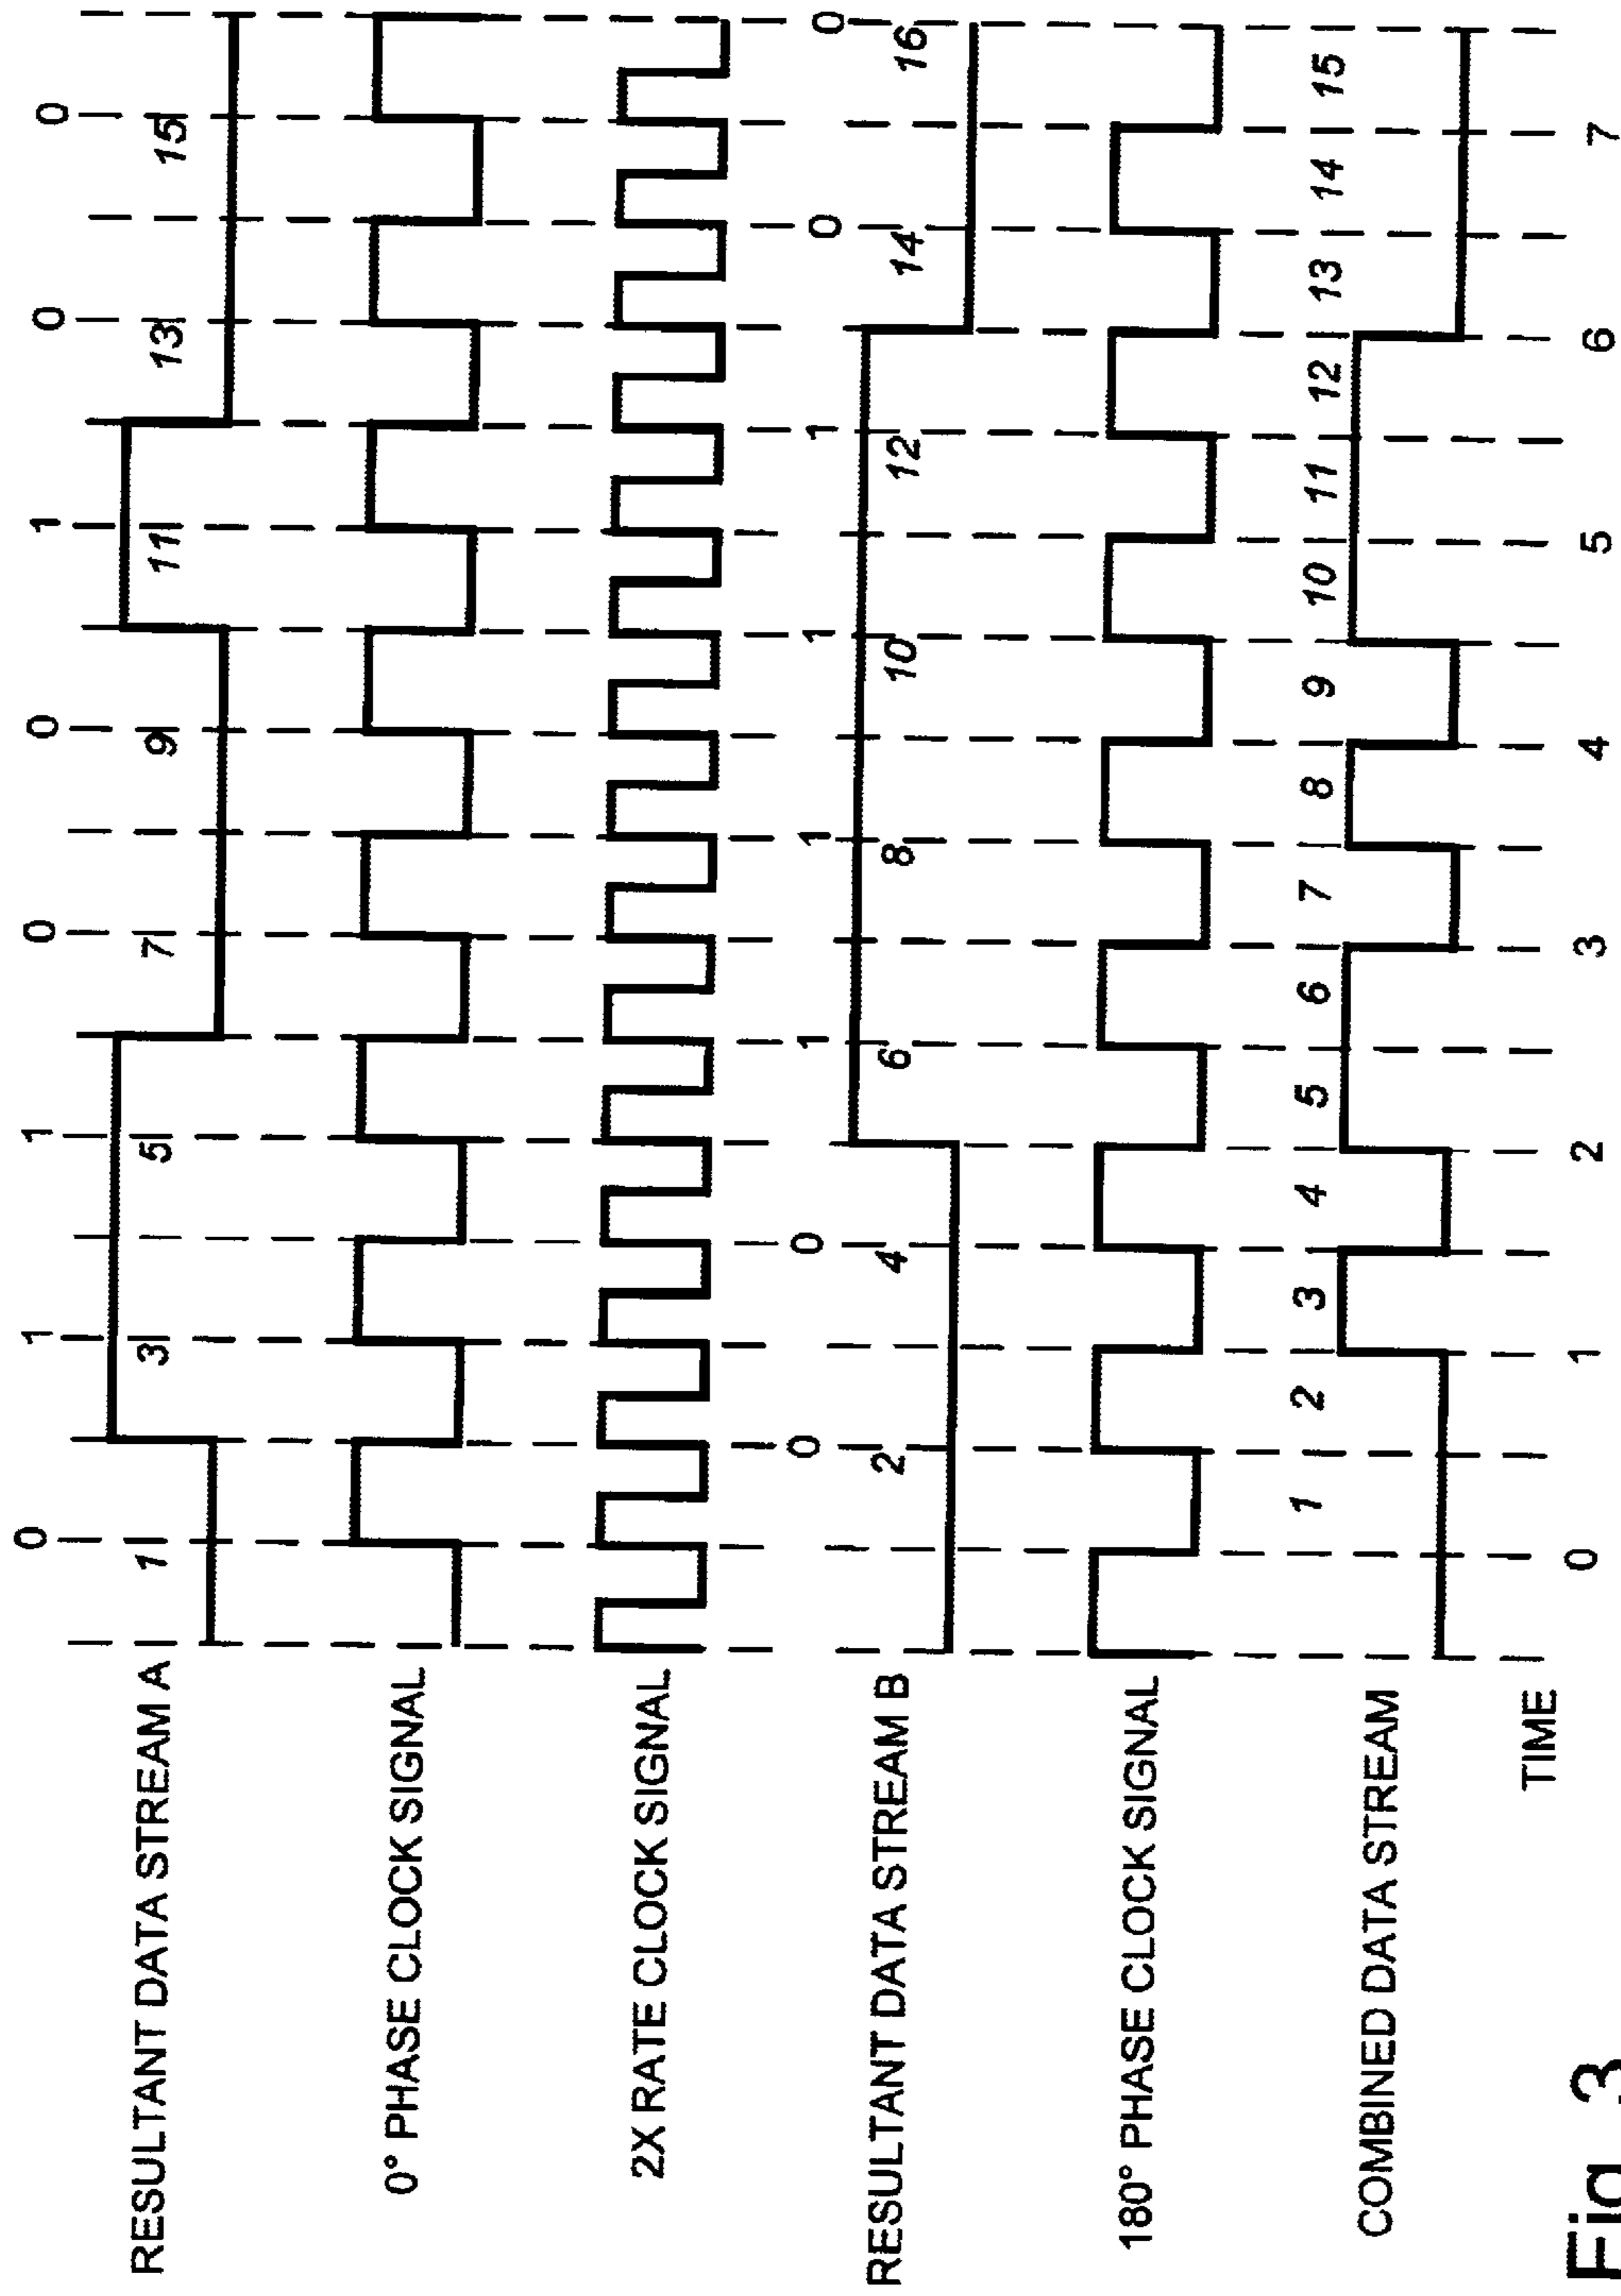 0 1 1 0 0 1 0 0
RESULTANT DATA STREAM A
1 3 5 7 9 11 13 15
0° PHASE CLOCK SIGNAL
2X RATE CLOCK SIGNAL
0 0 1 1 1 1 0 0
RESULTANT DATA STREAM B
2 4 6 8 10 12 14 16
180° PHASE CLOCK SIGNAL
1 2 3 4 5 6 7 8 9 10 11 12 13 14 15
COMBINED DATA STREAM
TIME
0 1 2 3 4 5 6 7
Fig. 3